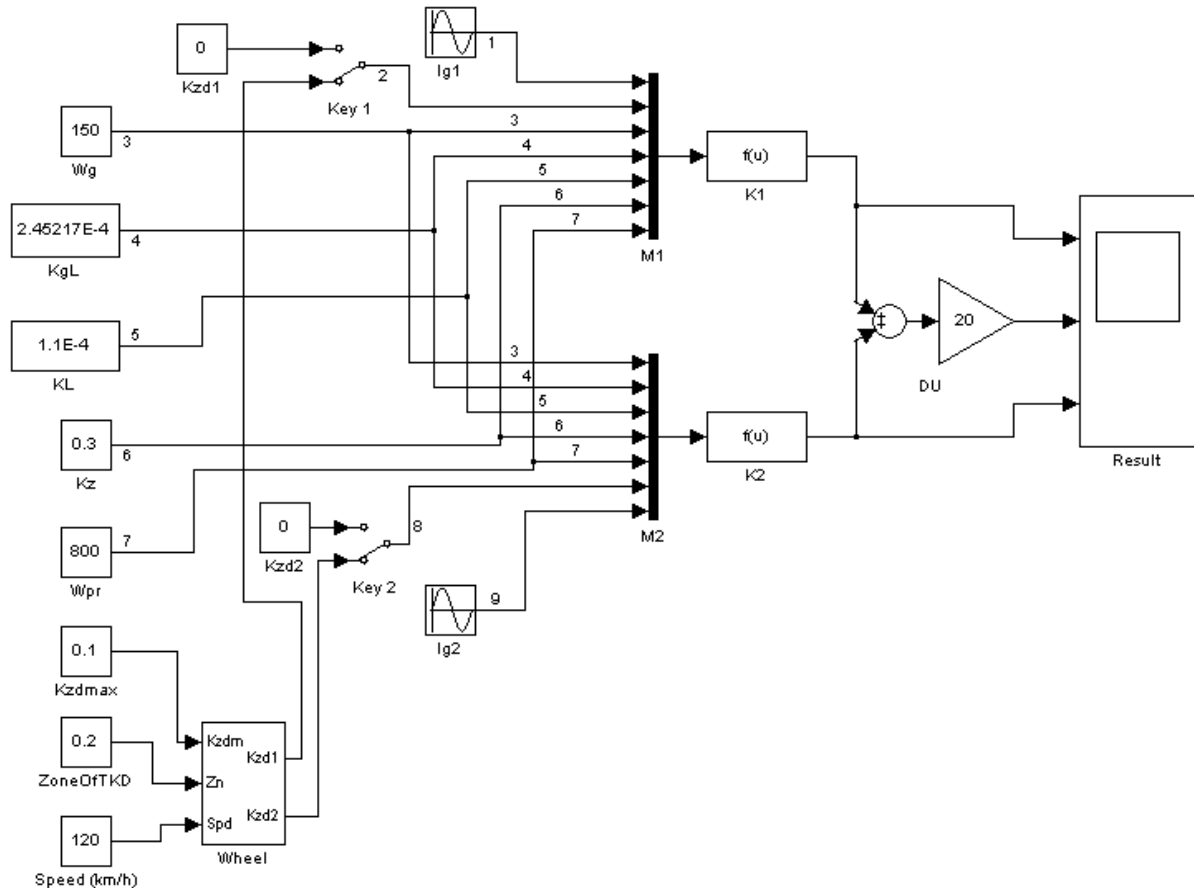 0
Kzd1
Key 1
2
Ig1
1
150
Wg
3
3
4
5
6
7
M1
f(u)
K1
2.45217E-4
KgL
4
1.1E-4
KL
5
0.3
Kz
6
800
Wpr
7
3
4
5
6
7
M2
f(u)
K2
20
DU
Result
0
Kzd2
Key 2
8
Ig2
9
0.1
Kzdmax
0.2
ZoneOfTKD
120
Speed (km/h)
Kzdm
Zn
Spd
Kzd1
Kzd2
Wheel